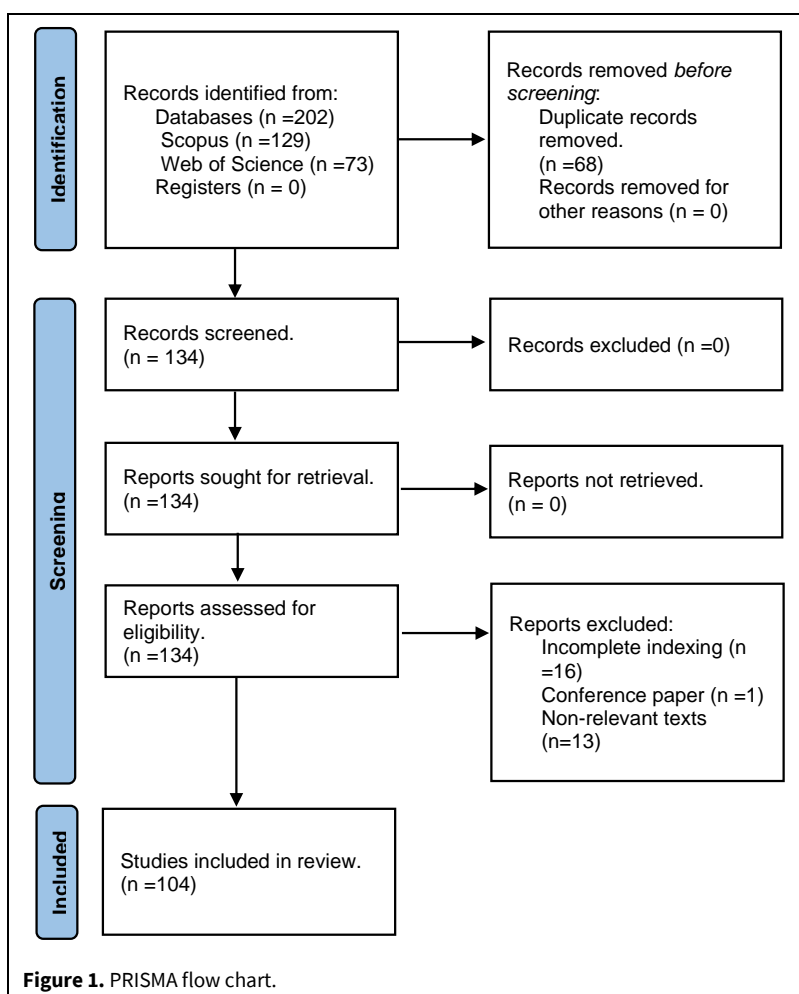 Identification
Records identified from:
Databases (n =202)
Scopus (n =129)
Web of Science (n =73)
Registers (n = 0)
Records removed before
screening:
Duplicate records
removed.
(n =68)
Records removed for
other reasons (n = 0)
Screening
Records screened.
(n = 134)
Records excluded (n =0)
Reports sought for retrieval.
(n =134)
Reports not retrieved.
(n = 0)
Reports assessed for
eligibility.
(n =134)
Reports excluded:
Incomplete indexing (n
=16)
Conference paper (n =1)
Non-relevant texts
(n=13)
Included
Studies included in review.
(n =104)
Figure 1. PRISMA flow chart.